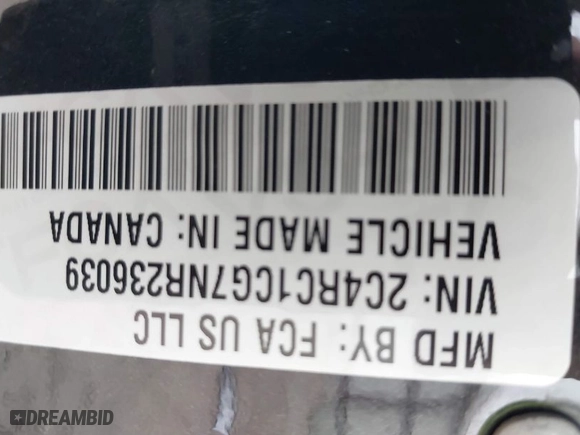 MFD BY: FCA US LLC
VIN: 2C4RC1CG7NR236039
VEHICLE MADE IN: CANADA
DREAMBID